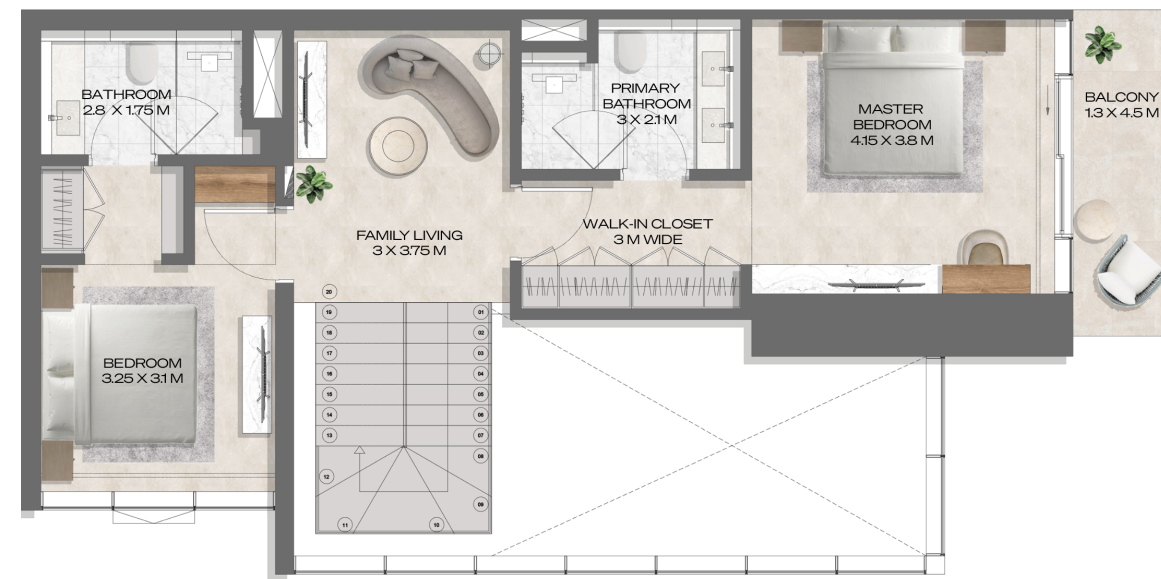 BATHROOM
2.8 X 1.75 M
PRIMARY
BATHROOM
3 X 2.1 M
MASTER
BEDROOM
4.15 X 3.8 M
BALCONY
1.3 X 4.5 M
FAMILY LIVING
3 X 3.75 M
WALK-IN CLOSET
3 M WIDE
BEDROOM
3.25 X 3.1 M
20
19
18
17
16
15
14
13
12
11
10
09
08
07
06
05
04
03
02
01